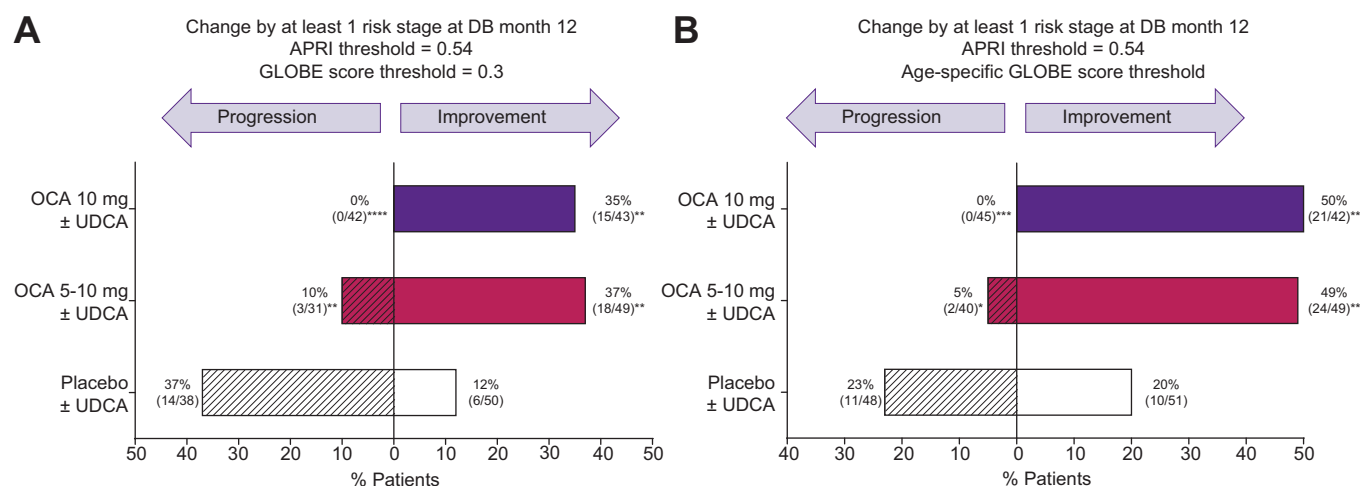 A
Change by at least 1 risk stage at DB month 12
APRI threshold = 0.54
GLOBE score threshold = 0.3
Progression
Improvement
OCA 10 mg
± UDCA
0%
(0/42)****
35%
(15/43)**
OCA 5-10 mg
± UDCA
10%
(3/31)**
37%
(18/49)**
Placebo
± UDCA
37%
(14/38)
12%
(6/50)
50 40 30 20 10 0 10 20 30 40 50
% Patients
B
Change by at least 1 risk stage at DB month 12
APRI threshold = 0.54
Age-specific GLOBE score threshold
Progression
Improvement
OCA 10 mg
± UDCA
0%
(0/45)***
50%
(21/42)**
OCA 5-10 mg
± UDCA
5%
(2/40)*
49%
(24/49)**
Placebo
± UDCA
23%
(11/48)
20%
(10/51)
40 30 20 10 0 10 20 30 40 50
% Patients